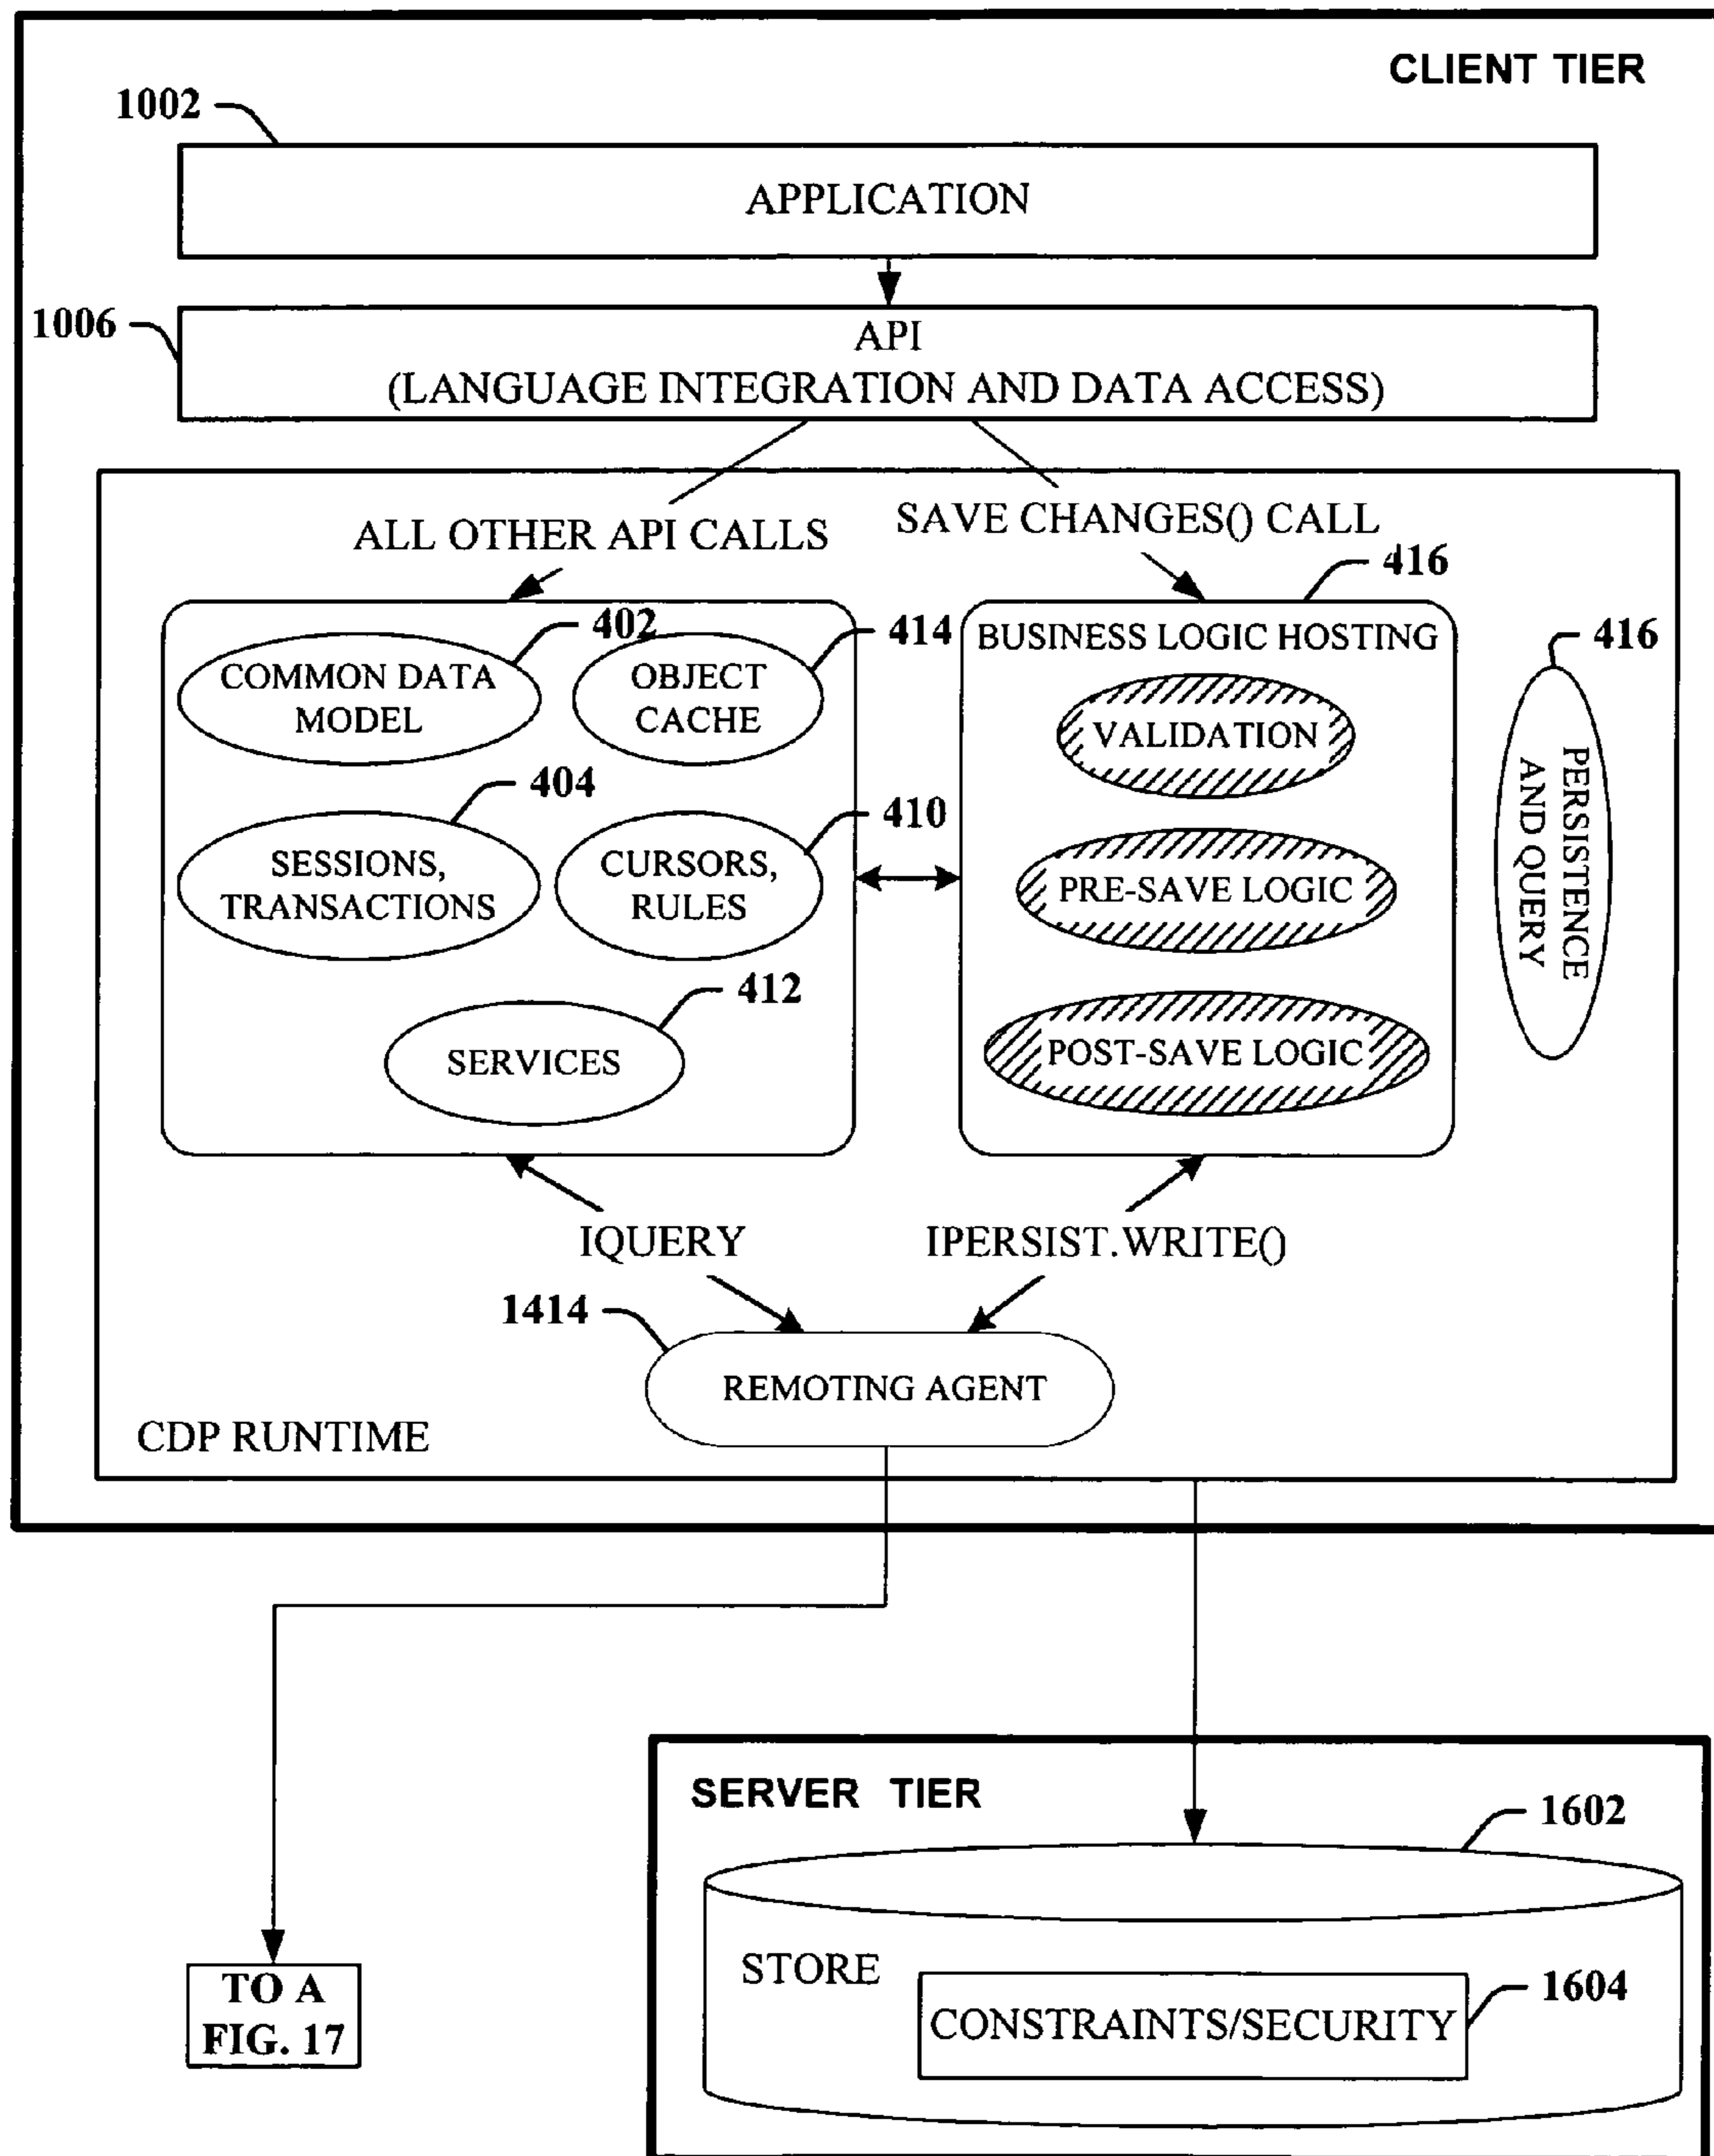 CLIENT TIER
1002
APPLICATION
1006
API
(LANGUAGE INTEGRATION AND DATA ACCESS)
ALL OTHER API CALLS
SAVE CHANGES() CALL
416
402
414
BUSINESS LOGIC HOSTING
416
COMMON DATA
MODEL
OBJECT
CACHE
VALIDATION
PERSISTENCE
AND QUERY
404
410
SESSIONS,
TRANSACTIONS
CURSORS,
RULES
PRE-SAVE LOGIC
412
SERVICES
POST-SAVE LOGIC
IQUERY
IPERSIST.WRITE()
1414
REMOTING AGENT
CDP RUNTIME
SERVER TIER
1602
STORE
1604
CONSTRAINTS/SECURITY
TO A
FIG. 17